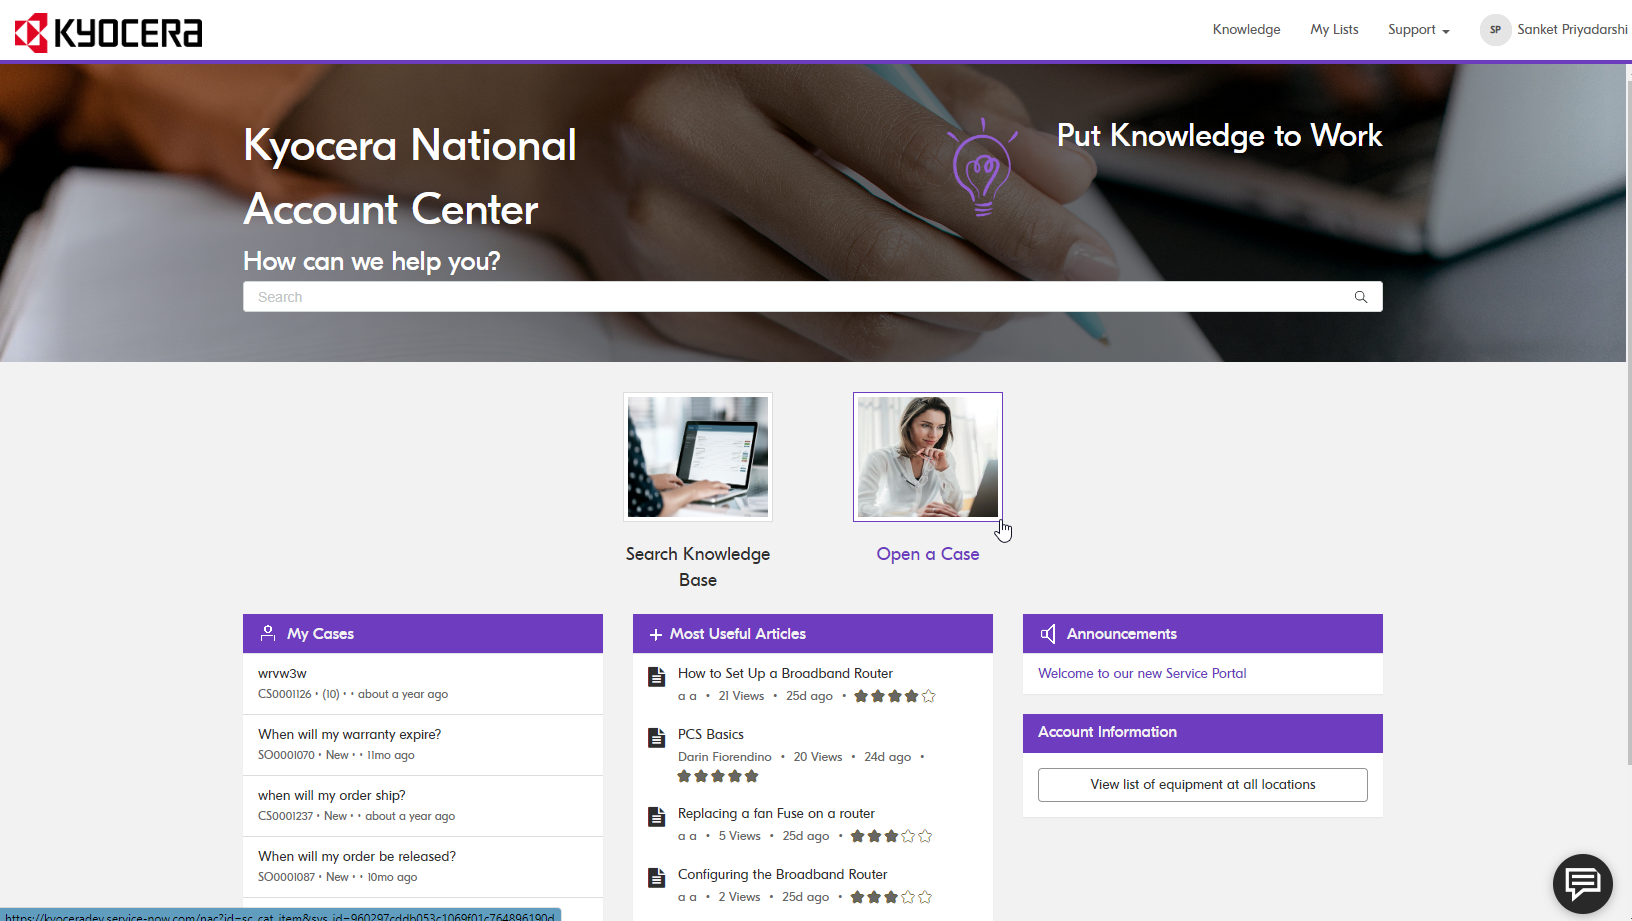 KYOCERA
Knowledge
My Lists
Support
SP
Sanket Priyadarshi
Kyocera National
Account Center
Put Knowledge to Work
How can we help you?
Search
Search Knowledge
Base
Open a Case
My Cases
wrvw3w
CS0001126 • (10) • • about a year ago
When will my warranty expire?
SO0001070 • New • • 11mo ago
when will my order ship?
CS0001237 • New • • about a year ago
When will my order be released?
SO0001087 • New • • 10mo ago
Most Useful Articles
How to Set Up a Broadband Router
a a • 21 Views • 25d ago •
PCS Basics
Darin Fiorendino • 20 Views • 24d ago •
Replacing a fan Fuse on a router
a a • 5 Views • 25d ago •
Configuring the Broadband Router
a a • 2 Views • 25d ago •
Announcements
Welcome to our new Service Portal
Account Information
View list of equipment at all locations
https://kyoceradev.service-now.com/nac?id=sc_cat_item&sys_id=960297cddb053c1069f01c764896190d